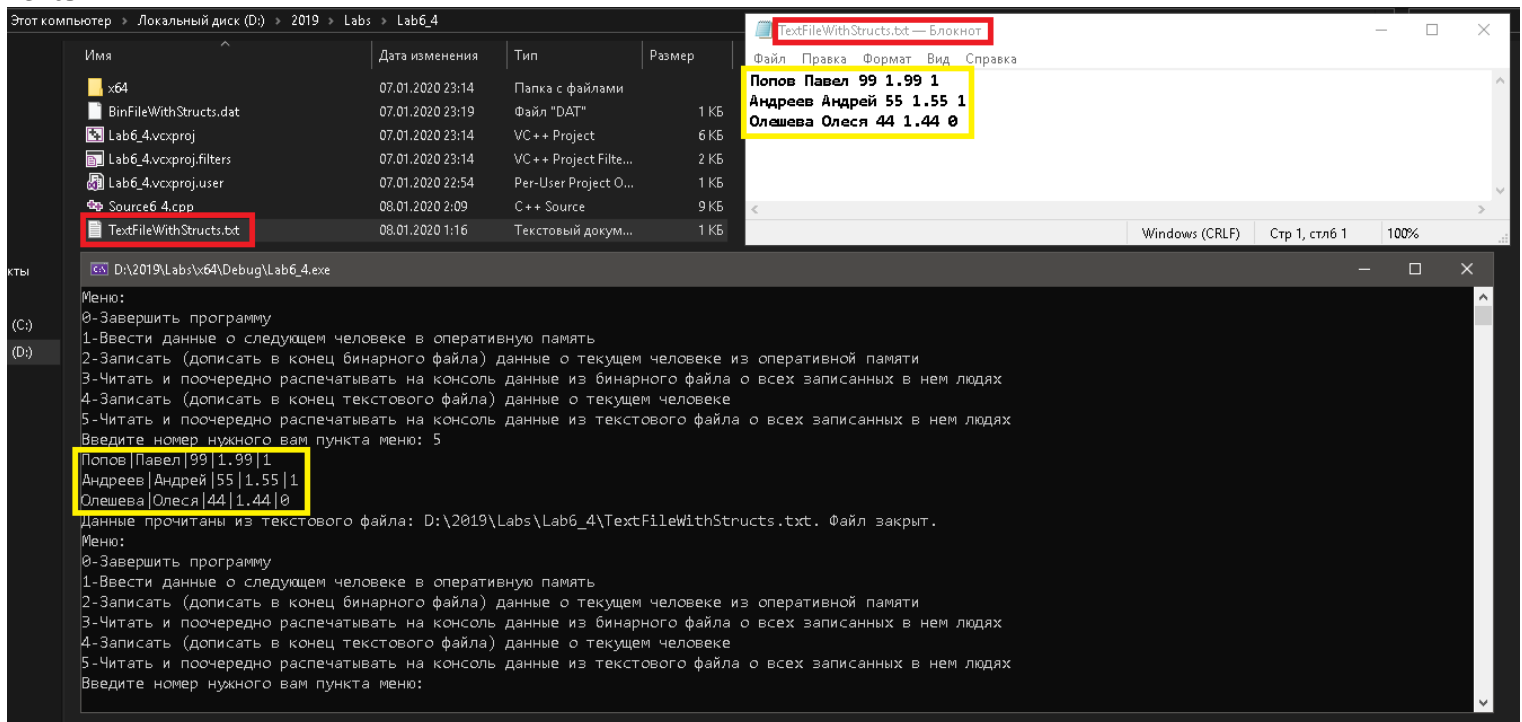 Этот компьютер > Локальный диск (D:) > 2019 > Labs > Lab6_4
Имя Дата изменения Тип Размер
x64 07.01.2020 23:14 Папка с файлами
BinFileWithStructs.dat 07.01.2020 23:19 Файл "DAT" 1 КБ
Lab6_4.vcxproj 07.01.2020 23:14 VC++ Project 6 КБ
Lab6_4.vcxproj.filters 07.01.2020 23:14 VC++ Project Filte... 2 КБ
Lab6_4.vcxproj.user 07.01.2020 22:54 Per-User Project O... 1 КБ
Source6 4.cpp 08.01.2020 2:09 C++ Source 9 КБ
TextFileWithStructs.txt 08.01.2020 1:16 Текстовый докум... 1 КБ
TextFileWithStructs.txt — Блокнот
Файл Правка Формат Вид Справка
Попов Павел 99 1.99 1
Андреев Андрей 55 1.55 1
Олешева Олеся 44 1.44 0
Windows (CRLF) Стр 1, стлб 1 100%
кты
(C:)
(D:)
D:\2019\Labs\x64\Debug\Lab6_4.exe
Меню:
0-Завершить программу
1-Ввести данные о следующем человеке в оперативную память
2-Записать (дописать в конец бинарного файла) данные о текущем человеке из оперативной памяти
3-Читать и поочередно распечатывать на консоль данные из бинарного файла о всех записанных в нем людях
4-Записать (дописать в конец текстового файла) данные о текущем человеке
5-Читать и поочередно распечатывать на консоль данные из текстового файла о всех записанных в нем людях
Введите номер нужного вам пункта меню: 5
Попов|Павел|99|1.99|1
Андреев|Андрей|55|1.55|1
Олешева|Олеся|44|1.44|0
Данные прочитаны из текстового файла: D:\2019\Labs\Lab6_4\TextFileWithStructs.txt. Файл закрыт.
Меню:
0-Завершить программу
1-Ввести данные о следующем человеке в оперативную память
2-Записать (дописать в конец бинарного файла) данные о текущем человеке из оперативной памяти
3-Читать и поочередно распечатывать на консоль данные из бинарного файла о всех записанных в нем людях
4-Записать (дописать в конец текстового файла) данные о текущем человеке
5-Читать и поочередно распечатывать на консоль данные из текстового файла о всех записанных в нем людях
Введите номер нужного вам пункта меню: